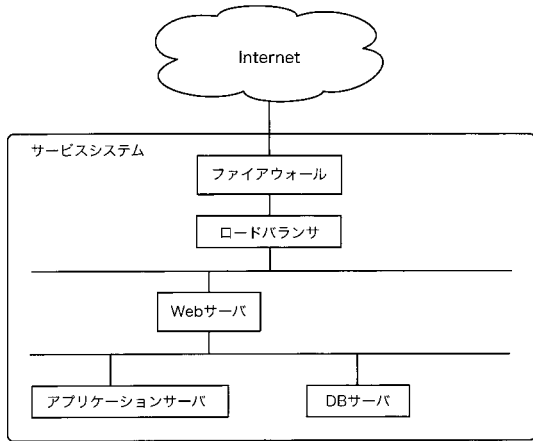 Internet
サービスシステム
ファイアウォール
ロードバランサ
Webサーバ
アプリケーションサーバ
DBサーバ